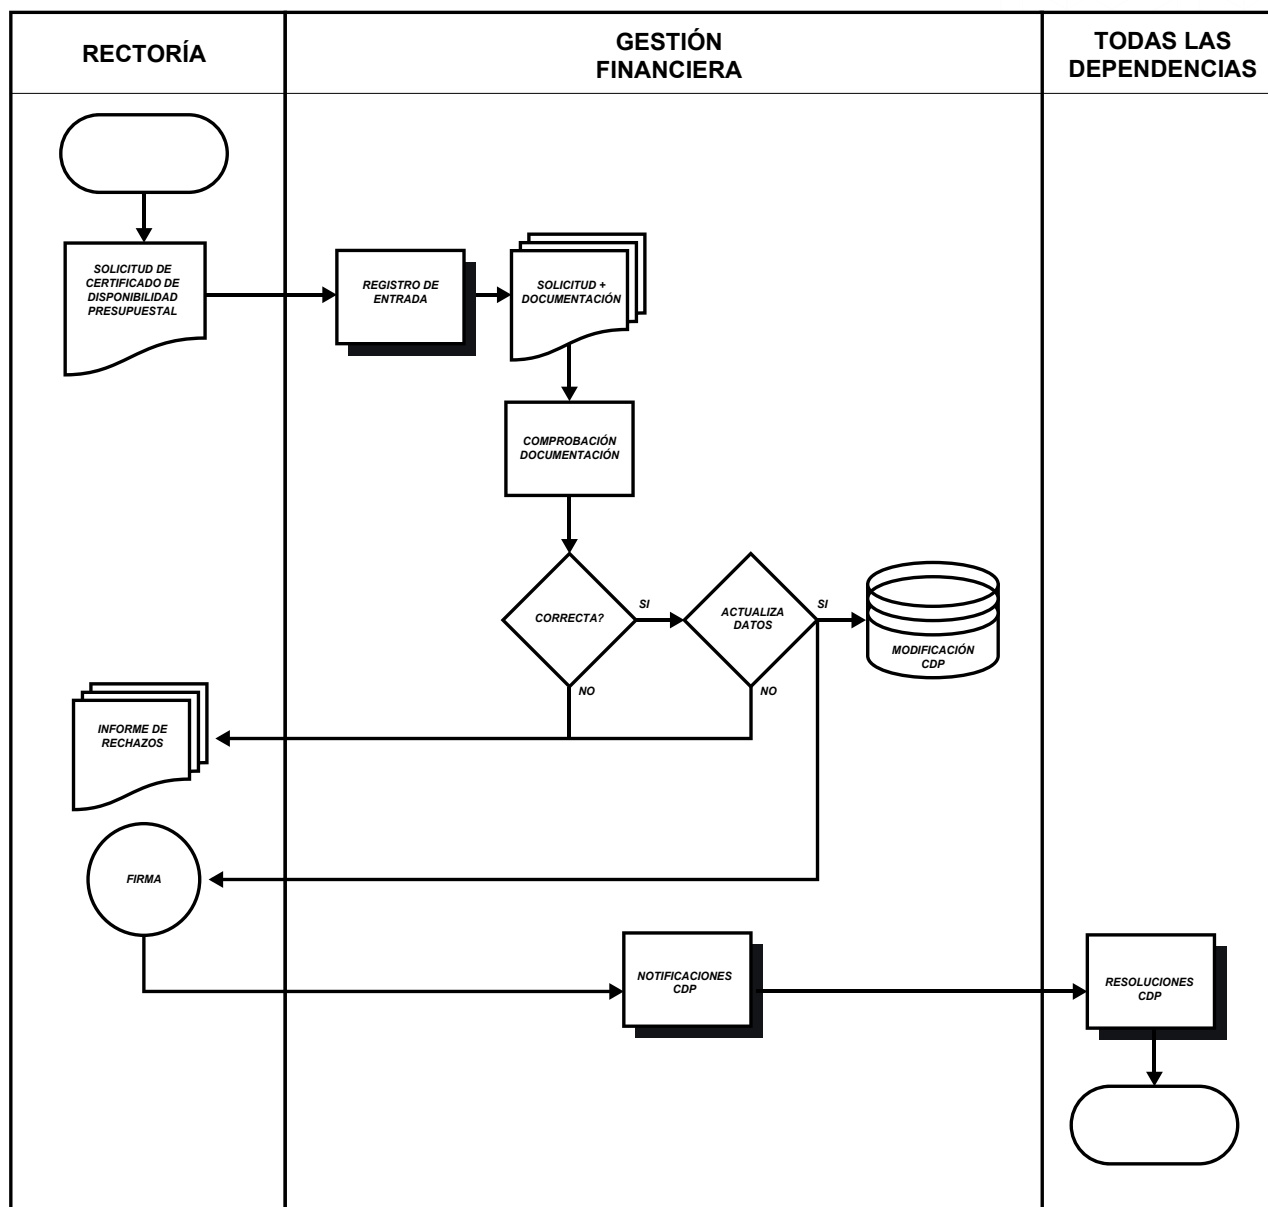 RECTORÍA
GESTIÓN
FINANCIERA
TODAS LAS
DEPENDENCIAS
SOLICITUD DE
CERTIFICADO DE
DISPONIBILIDAD
PRESUPUESTAL
REGISTRO DE
ENTRADA
SOLICITUD +
DOCUMENTACIÓN
COMPROBACIÓN
DOCUMENTACIÓN
CORRECTA?
SI
ACTUALIZA
DATOS
SI
MODIFICACIÓN
CDP
NO
NO
INFORME DE
RECHAZOS
FIRMA
NOTIFICACIONES
CDP
RESOLUCIONES
CDP